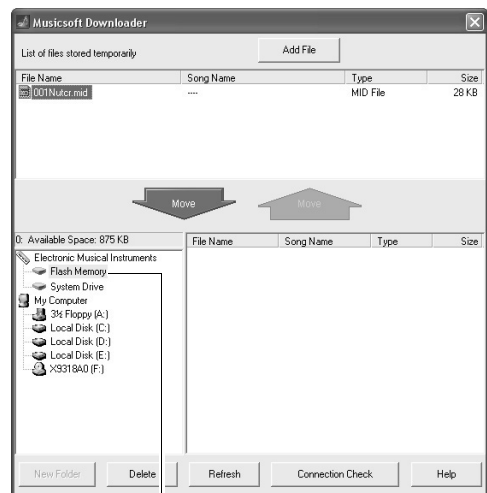 Musicsoft Downloader
List of files stored temporarily
Add File
File Name Song Name Type Size
001Nutcr.mid ---- MID File 28 KB
Move
Move
0: Available Space: 875 KB
Electronic Musical Instruments
Flash Memory
System Drive
My Computer
3½ Floppy (A:)
Local Disk (C:)
Local Disk (D:)
Local Disk (E:)
X9318A0 (F:)
File Name Song Name Type Size
New Folder Delete Refresh Connection Check Help